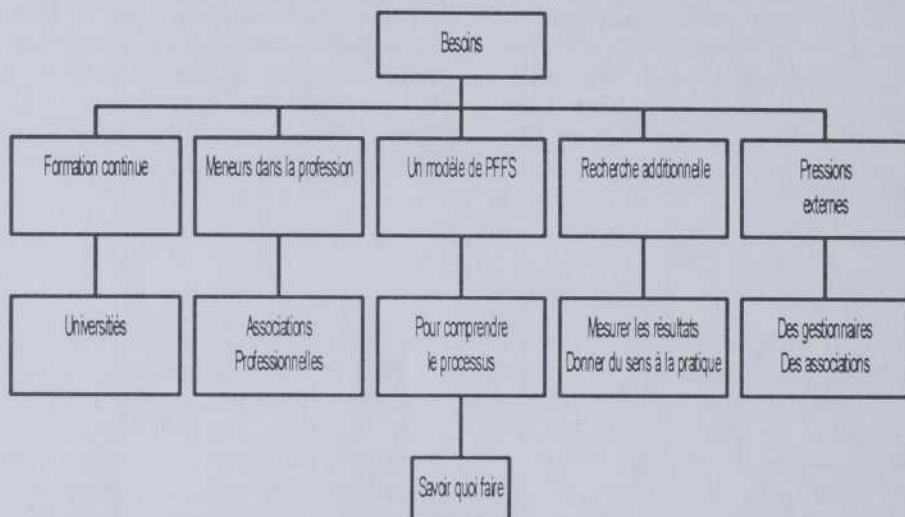 Besoins
Formation continue
Meneurs dans la profession
Un modèle de PFFS
Recherche additionnelle
Pressions
externes
Universitiés
Associations
Professionnelles
Pour comprendre
le processus
Mesurer les résultats
Donner du sens à la pratique
Des gestionnaires
Des associations
Savoir quoi faire